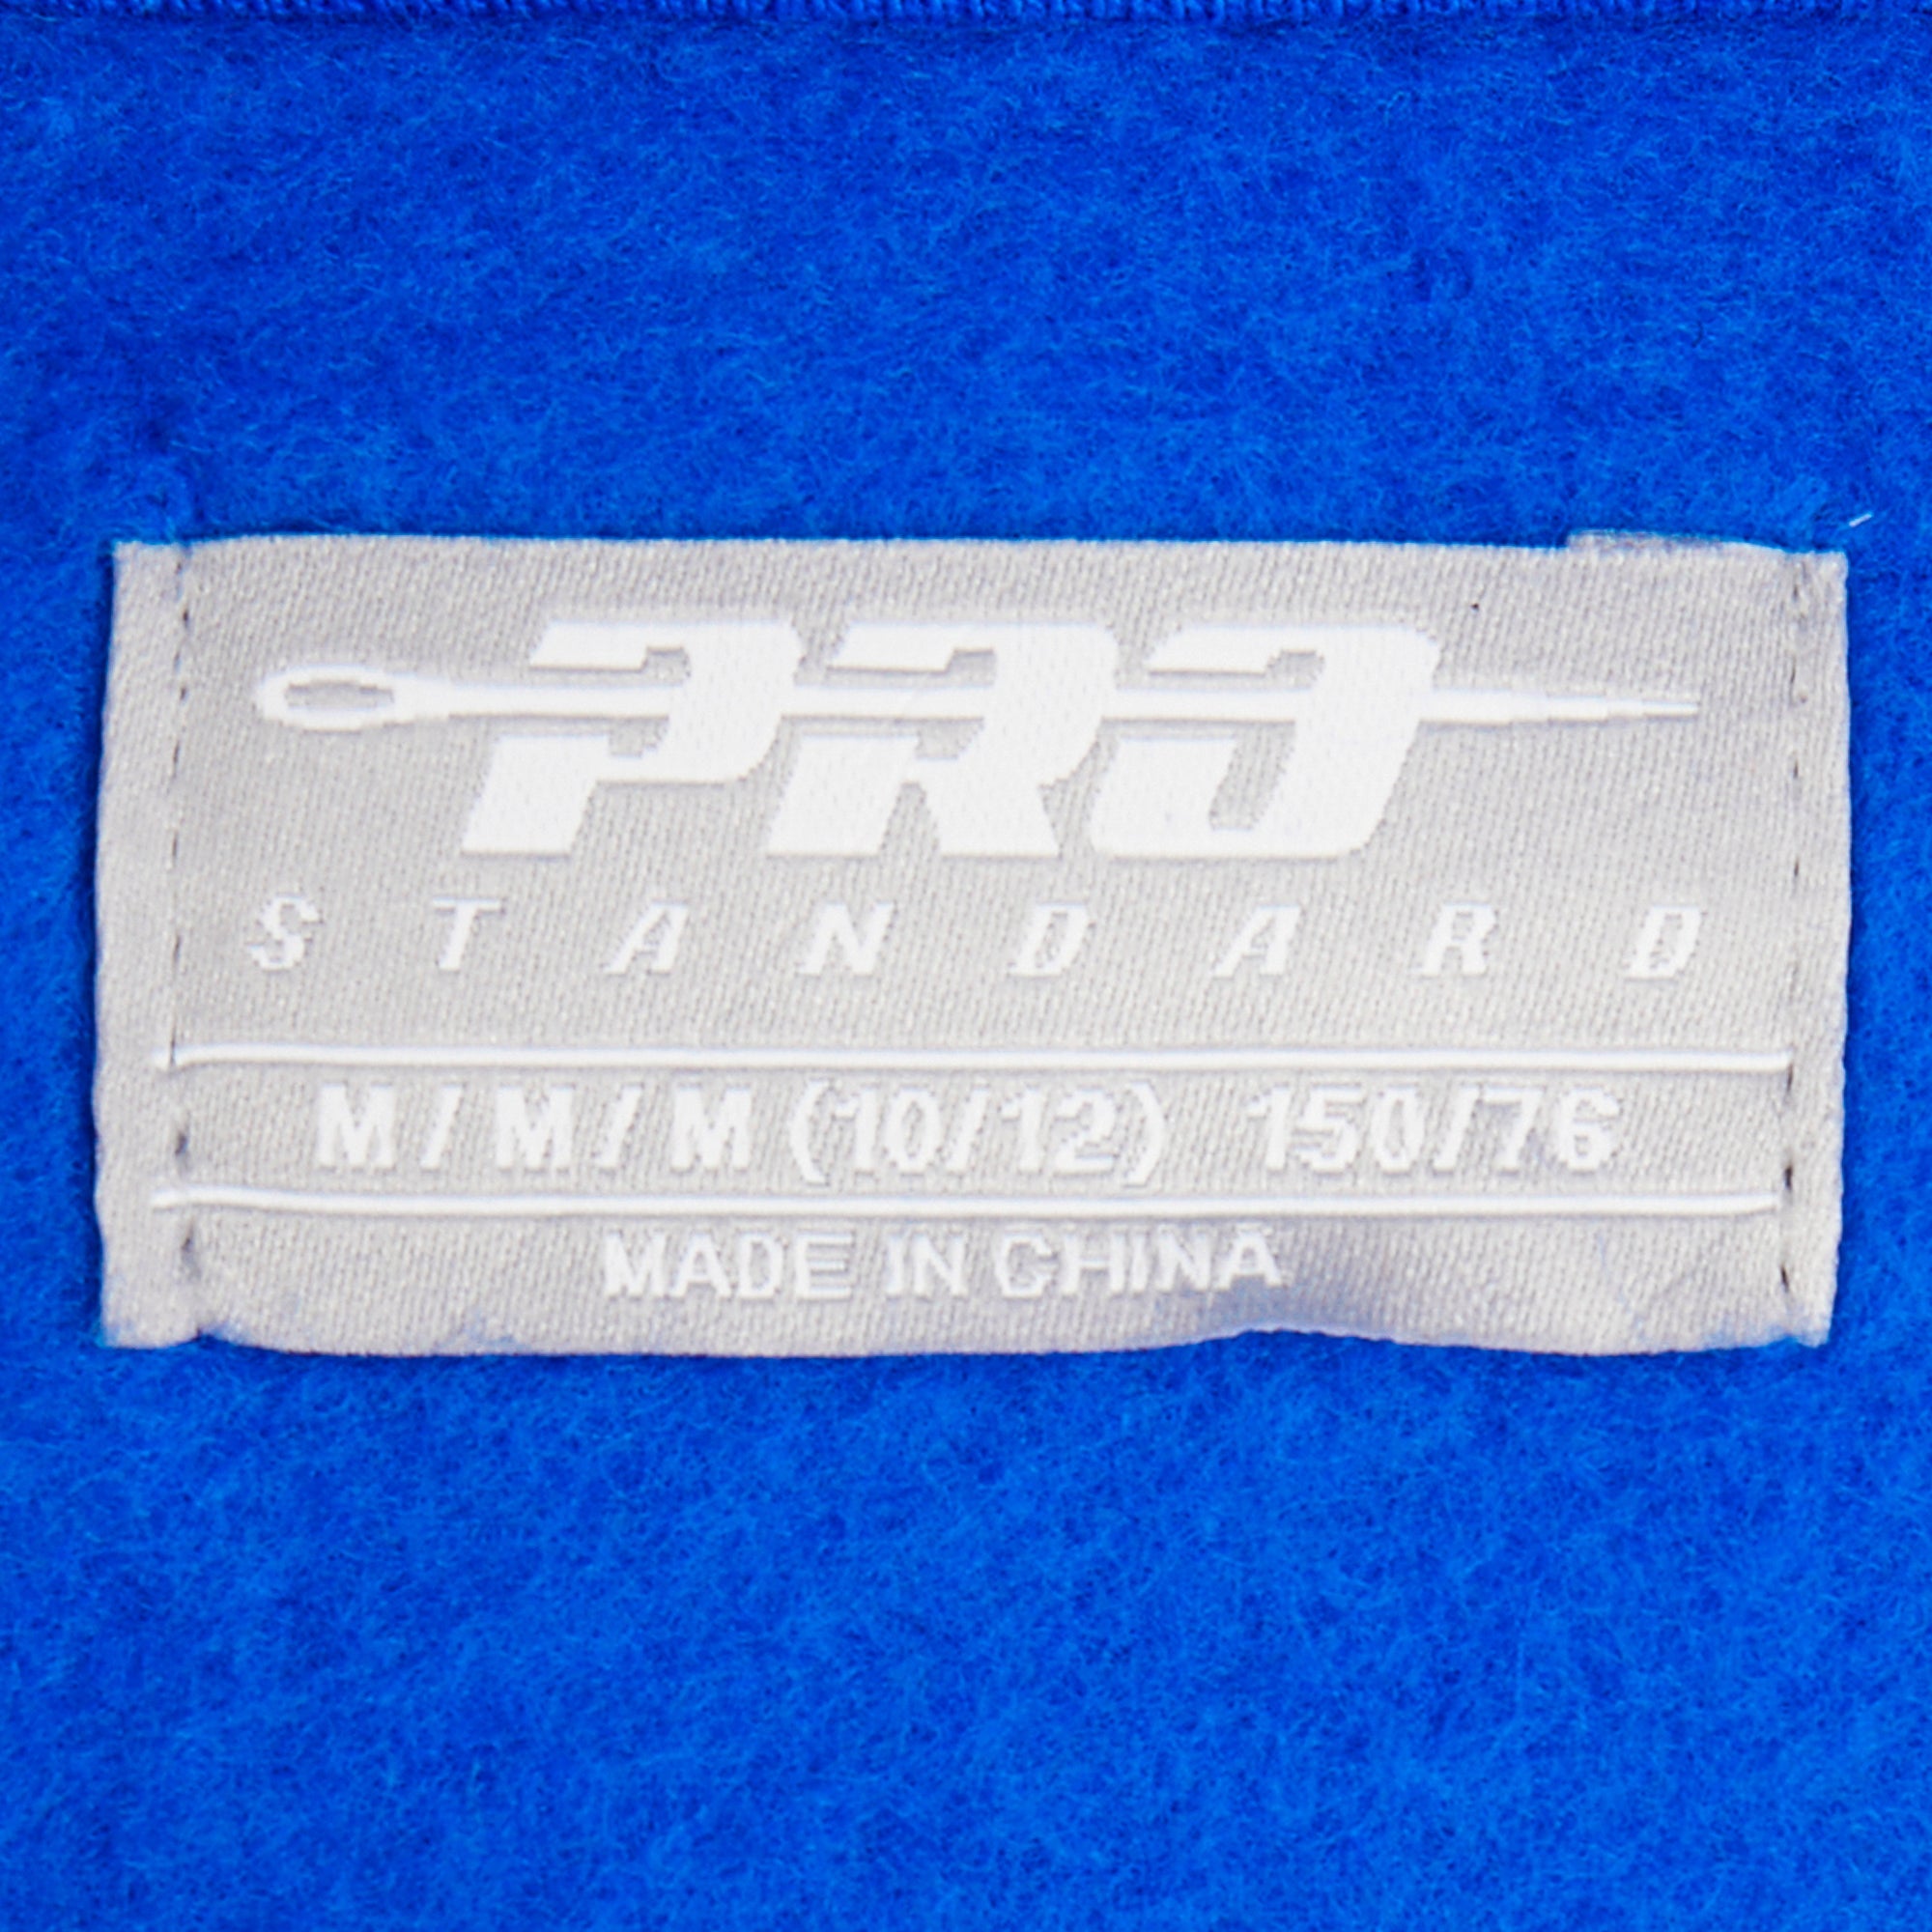 PRO
STANDARD
M/M/M (10/12) 150/76
MADE IN CHINA